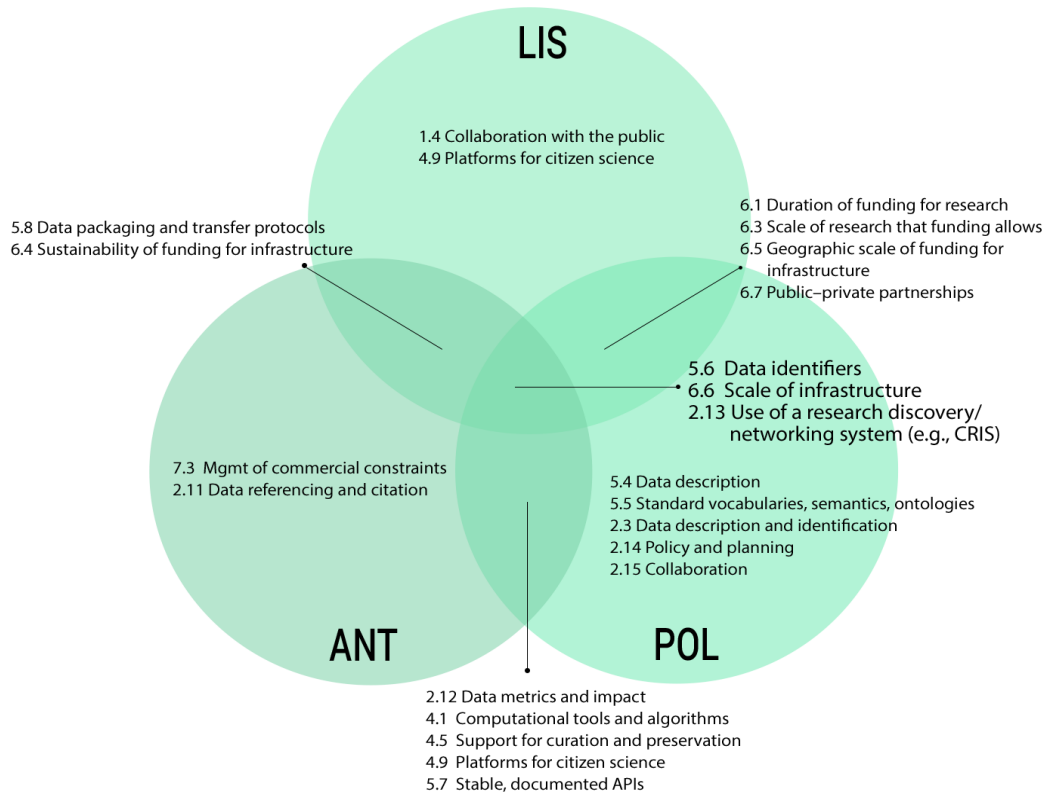 LIS
1.4 Collaboration with the public
4.9 Platforms for citizen science
5.8 Data packaging and transfer protocols
6.4 Sustainability of funding for infrastructure
6.1 Duration of funding for research
6.3 Scale of research that funding allows
6.5 Geographic scale of funding for
infrastructure
6.7 Public–private partnerships
5.6 Data identifiers
6.6 Scale of infrastructure
2.13 Use of a research discovery/
networking system (e.g., CRIS)
7.3 Mgmt of commercial constraints
2.11 Data referencing and citation
5.4 Data description
5.5 Standard vocabularies, semantics, ontologies
2.3 Data description and identification
2.14 Policy and planning
2.15 Collaboration
ANT
POL
2.12 Data metrics and impact
4.1 Computational tools and algorithms
4.5 Support for curation and preservation
4.9 Platforms for citizen science
5.7 Stable, documented APIs